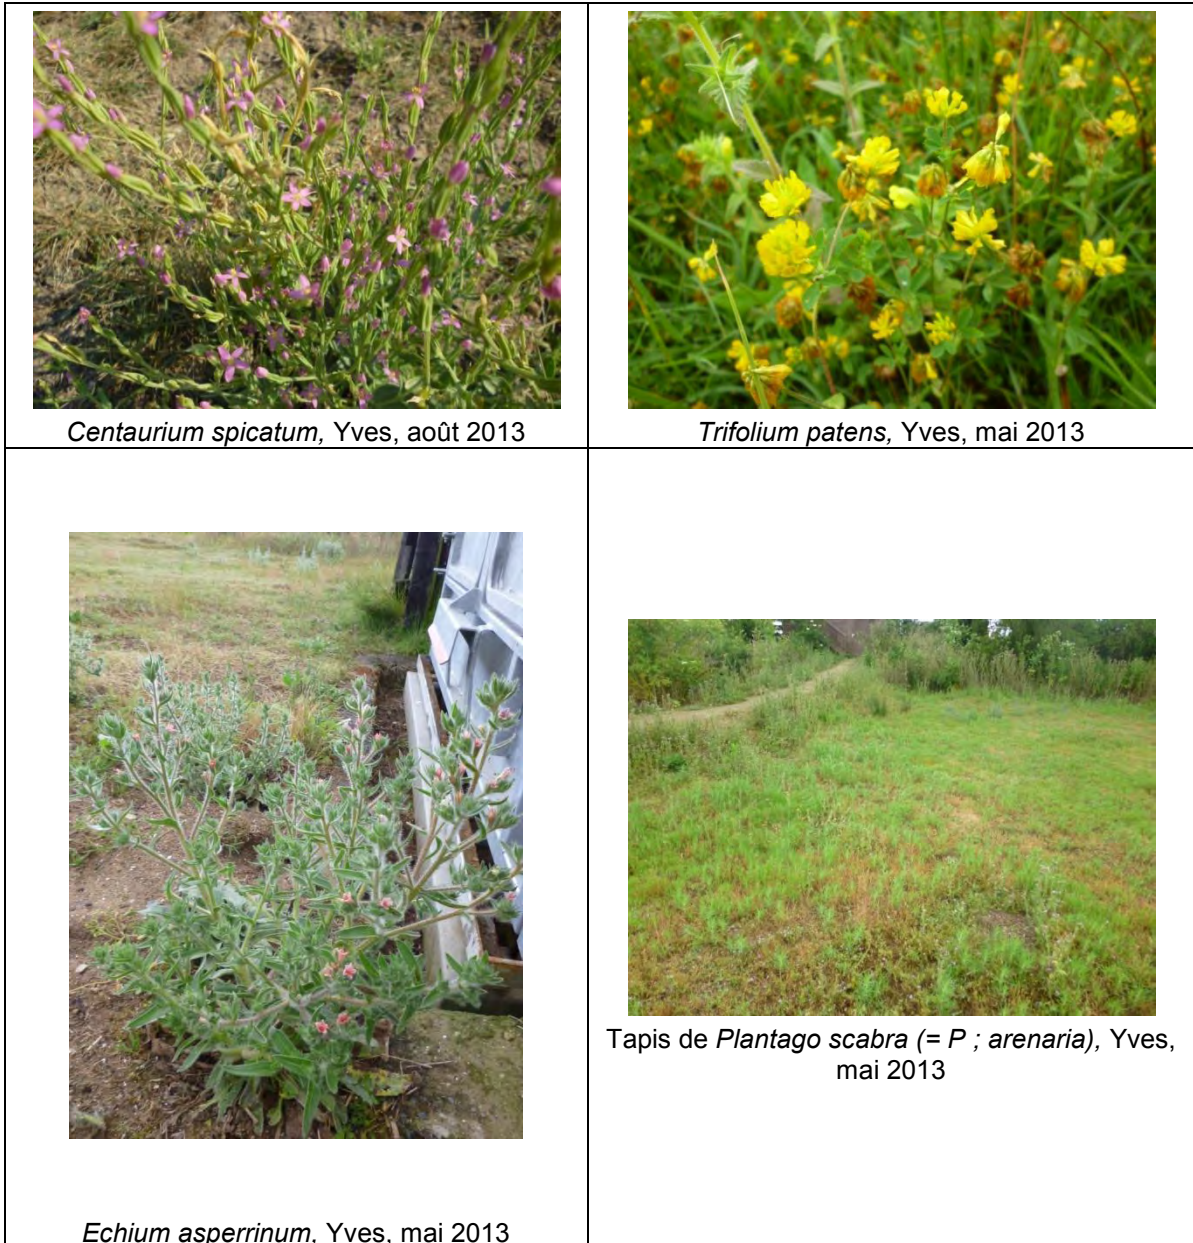 Centaurium spicatum, Yves, août 2013
Trifolium patens, Yves, mai 2013
Echium asperrinum, Yves, mai 2013
Tapis de Plantago scabra (= P ; arenaria), Yves,
mai 2013